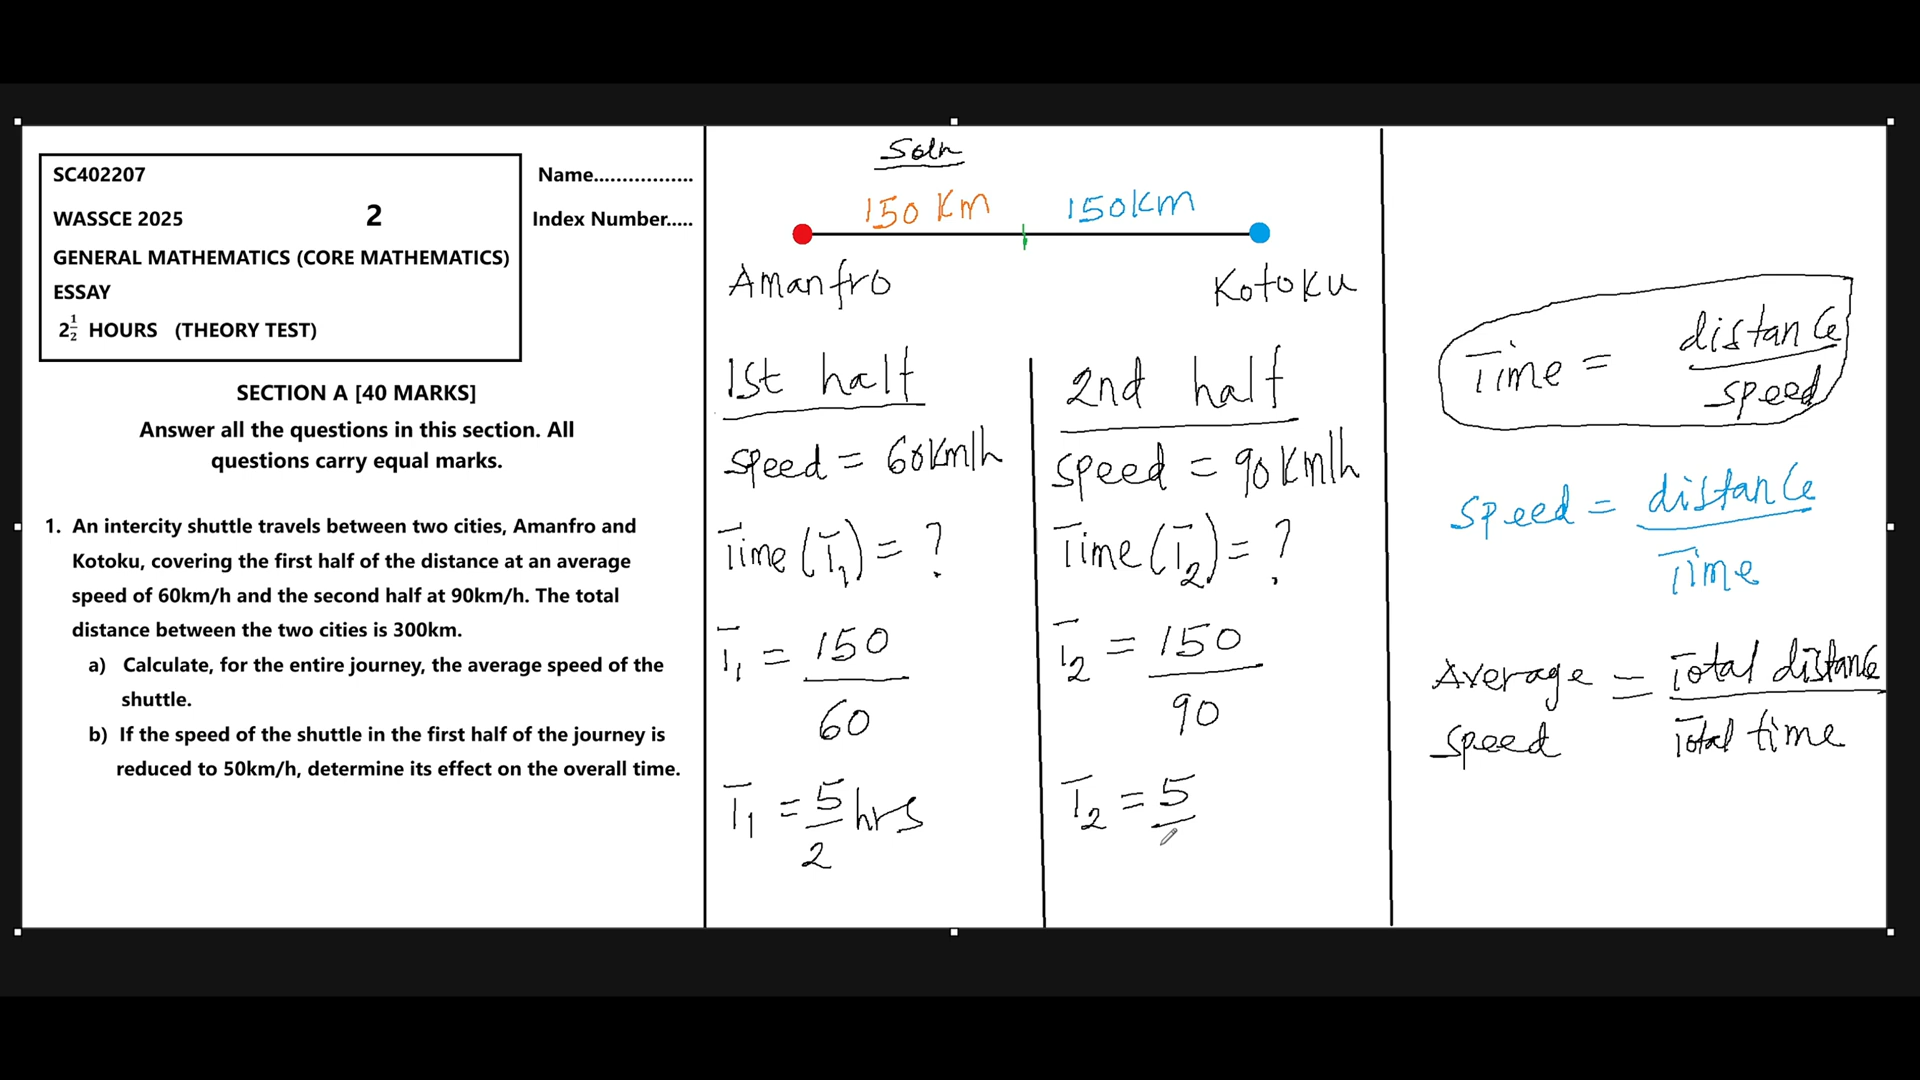 SC402207
WASSCE 2025 2
GENERAL MATHEMATICS (CORE MATHEMATICS)
ESSAY
2 1/2 HOURS (THEORY TEST)
Name.................
Index Number.....
SECTION A [40 MARKS]
Answer all the questions in this section. All
questions carry equal marks.
1. An intercity shuttle travels between two cities, Amanfro and
Kotoku, covering the first half of the distance at an average
speed of 60km/h and the second half at 90km/h. The total
distance between the two cities is 300km.
a) Calculate, for the entire journey, the average speed of the
shuttle.
b) If the speed of the shuttle in the first half of the journey is
reduced to 50km/h, determine its effect on the overall time.
Soln
150 Km 150km
Amanfro Kotoku
1st half
speed = 60Km/h
Time (T1) = ?
T1 = 150/60
T1 = 5/2 hrs
2nd half
speed = 90Km/h
Time (T2) = ?
T2 = 150/90
T2 = 5/
Time = distance/speed
speed = distance/Time
Average speed = Total distance/Total time